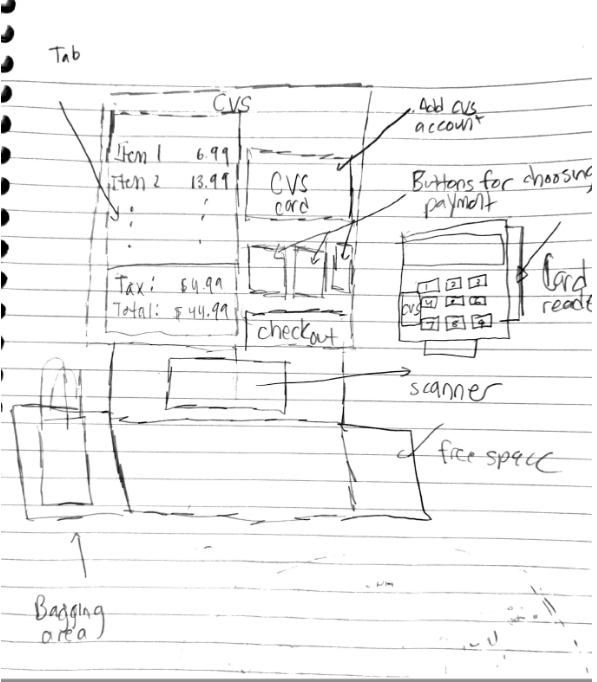 Tab
CVS
Item 1 6.99
Item 2 13.99
Tax: $4.99
Total: $44.99
CVS
card
checkout
Add CVS
account
Buttons for choosing
payment
1 2 3
4 5 6
7 8 9
CVS
Card
reader
scanner
free space
Bagging
area